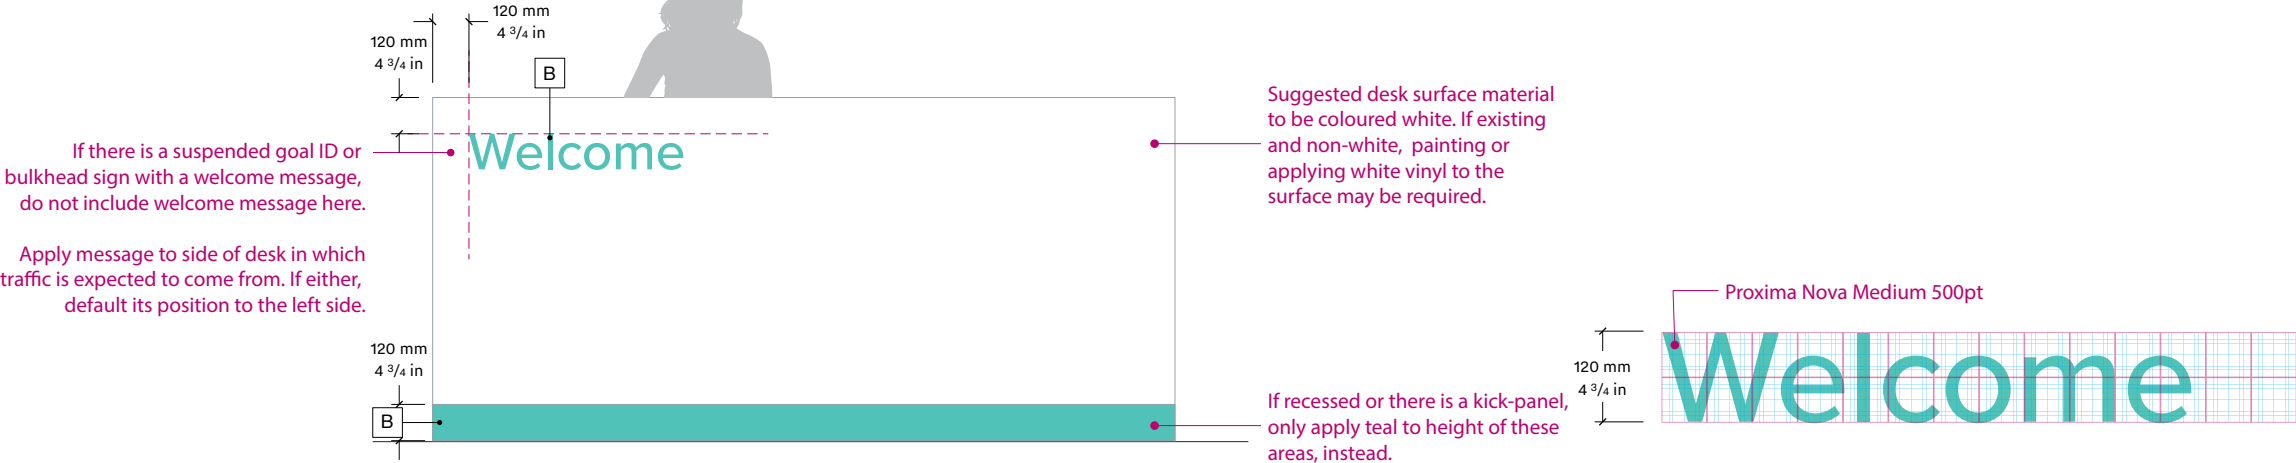 120 mm
4 3/4 in
120 mm
4 3/4 in
B
Welcome
If there is a suspended goal ID or
bulkhead sign with a welcome message,
do not include welcome message here.
Apply message to side of desk in which
traffic is expected to come from. If either,
default its position to the left side.
Suggested desk surface material
to be coloured white. If existing
and non-white, painting or
applying white vinyl to the
surface may be required.
120 mm
4 3/4 in
B
If recessed or there is a kick-panel,
only apply teal to height of these
areas, instead.
Proxima Nova Medium 500pt
120 mm
4 3/4 in
Welcome